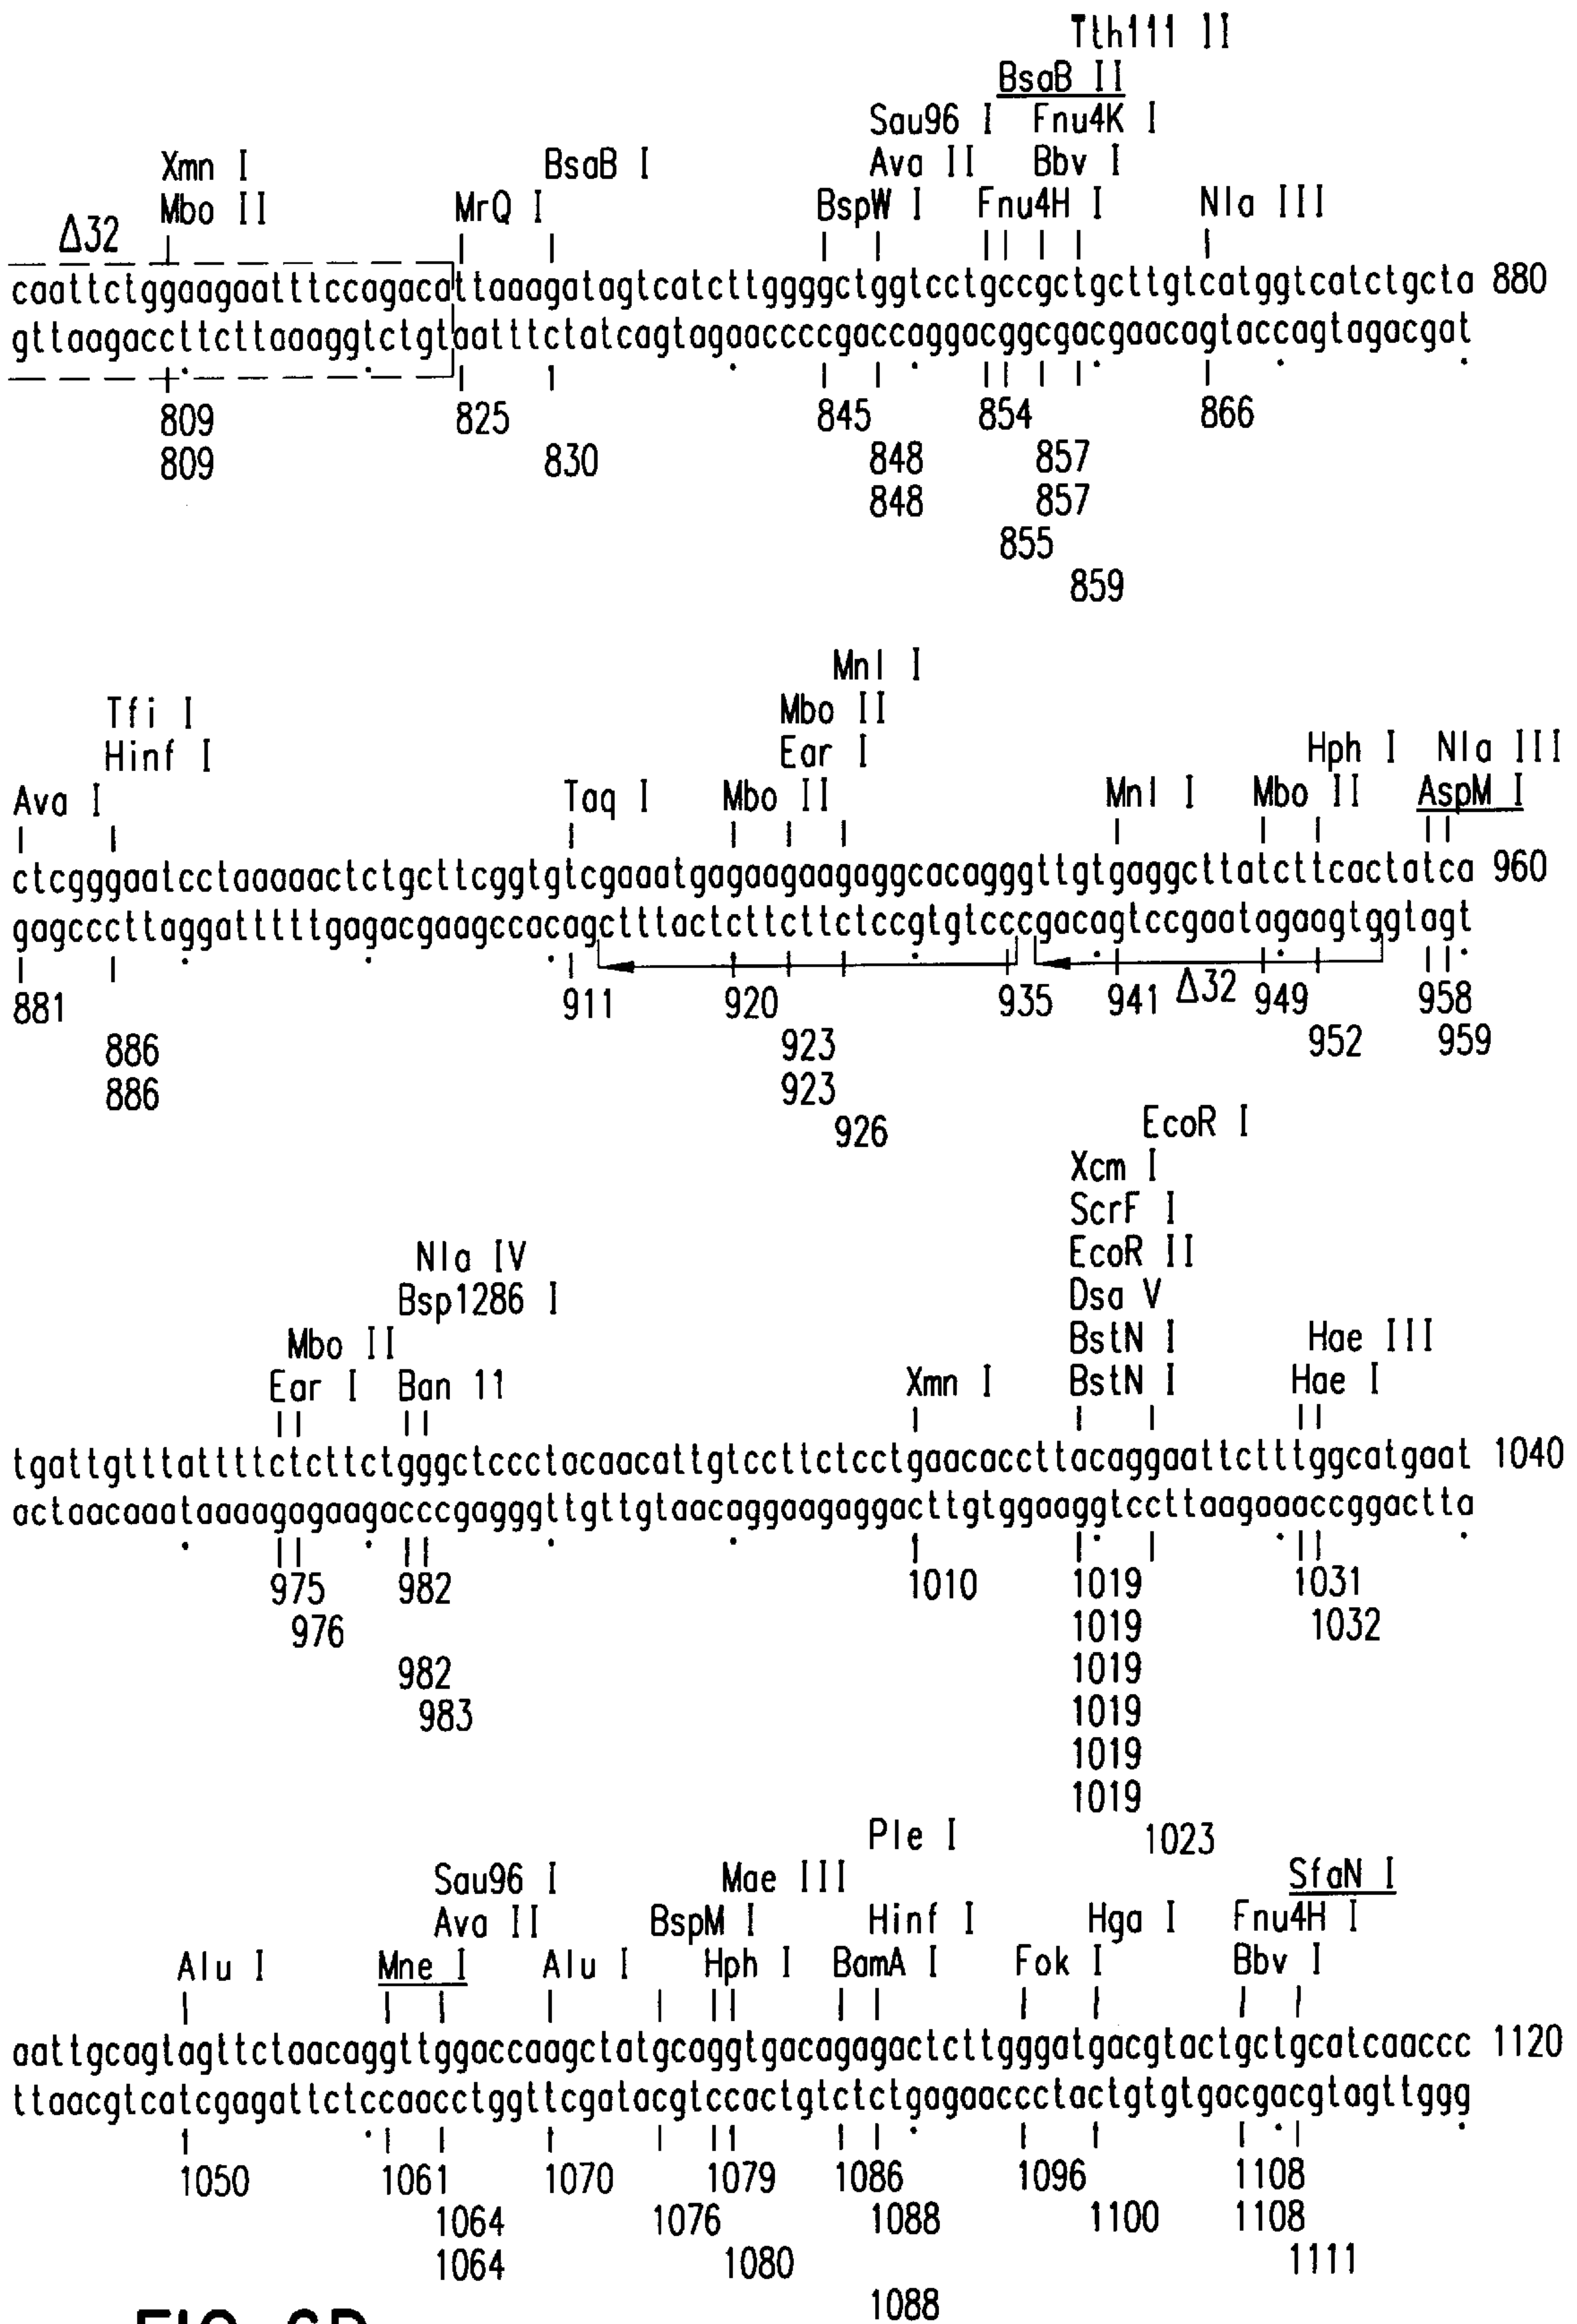 Tth111 II
BsaB II
Sau96 I Fnu4K I
Xmn I BsaB I Ava II Bbv I
Δ32 Mbo II MrQ I BspW I Fnu4H I Nla III
caattctggaagaatttccagacattaaagatagtcatcttggggctggtcctgccgctgcttgtcatggtcatctgcta 880
gttaagaccttcttaaaggtctgtaatttctatcagtagaaccccgaccaggacggcgacgaacagtaccagtagacgat
809 825 845 854 866
809 830 848 857
848 857
855
859
Mnl I
Tfi I Mbo II
Hinf I Ear I Hph I Nla III
Ava I Taq I Mbo II Mnl I Mbo II AspM I
ctcgggaatcctaaaaactctgcttcggtgtcgaaatgagaagaagaggcacagggttgtgaggcttatcttcactatca 960
gagcccttaggatttttgagacgaagccacagctttactcttcttctccgtgtcccgacagtccgaatagaagtggtagt
881 911 920 935 941 Δ32 949 958
886 923 952 959
886 923
926
EcoR I
Xcm I
ScrF I
Nla IV EcoR II
Bsp1286 I Dsa V
Mbo II BstN I Hae III
Ear I Ban 11 Xmn I BstN I Hae I
tgattgtttattttctcttctgggctccctacaacattgtccttctcctgaacaccttacaggaattctttggcatgaat 1040
actaacaaataaaagagaagacccgagggttgttgtaacaggaagaggacttgtggaaggtccttaagaaaccggactta
975 982 1010 1019 1031
976 1019 1032
982 1019
983 1019
1019
1019
Ple I 1023
Sau96 I Mae III SfaN I
Ava II BspM I Hinf I Hga I Fnu4H I
Alu I Mne I Alu I Hph I BamA I Fok I Bbv I
aattgcagtagttctaacaggttggaccaagctatgcaggtgacagagactcttgggatgacgtactgctgcatcaaccc 1120
ttaacgtcatcgagattctccaacctggttcgatacgtccactgtctctgagaaccctactgtgtgacgacgtagttggg
1050 1061 1070 1079 1086 1096 1108
1064 1076 1088 1100 1108
1064 1080 1111
1088